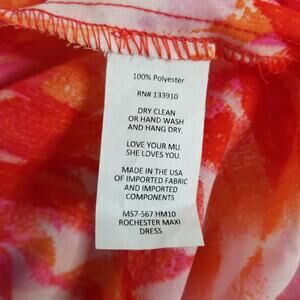 100% Polyester
RN# 133910
DRY CLEAN
OR HAND WASH
AND HANG DRY.
LOVE YOUR MU.
SHE LOVES YOU.
MADE IN THE USA
OF IMPORTED FABRIC
AND IMPORTED
COMPONENTS
MS7-567 HM10
ROCHESTER MAXI
DRESS